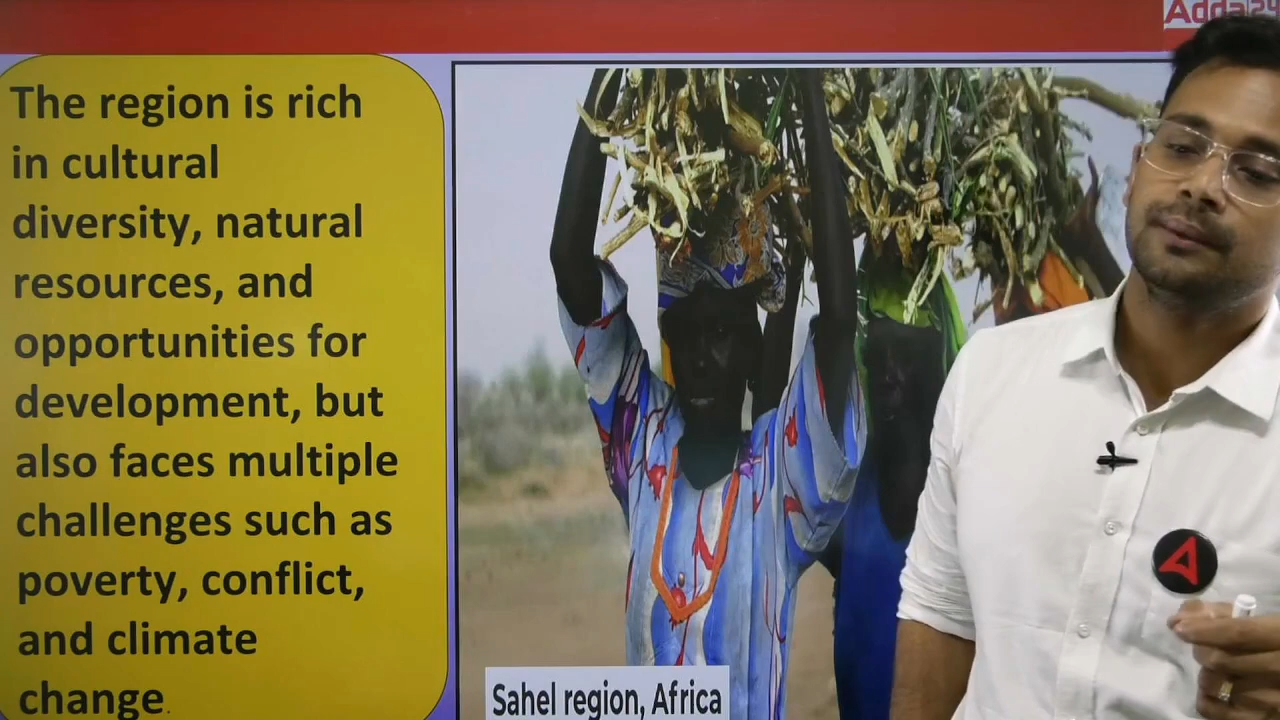 Adda
The region is rich
in cultural
diversity, natural
resources, and
opportunities for
development, but
also faces multiple
challenges such as
poverty, conflict,
and climate
change.
Sahel region, Africa